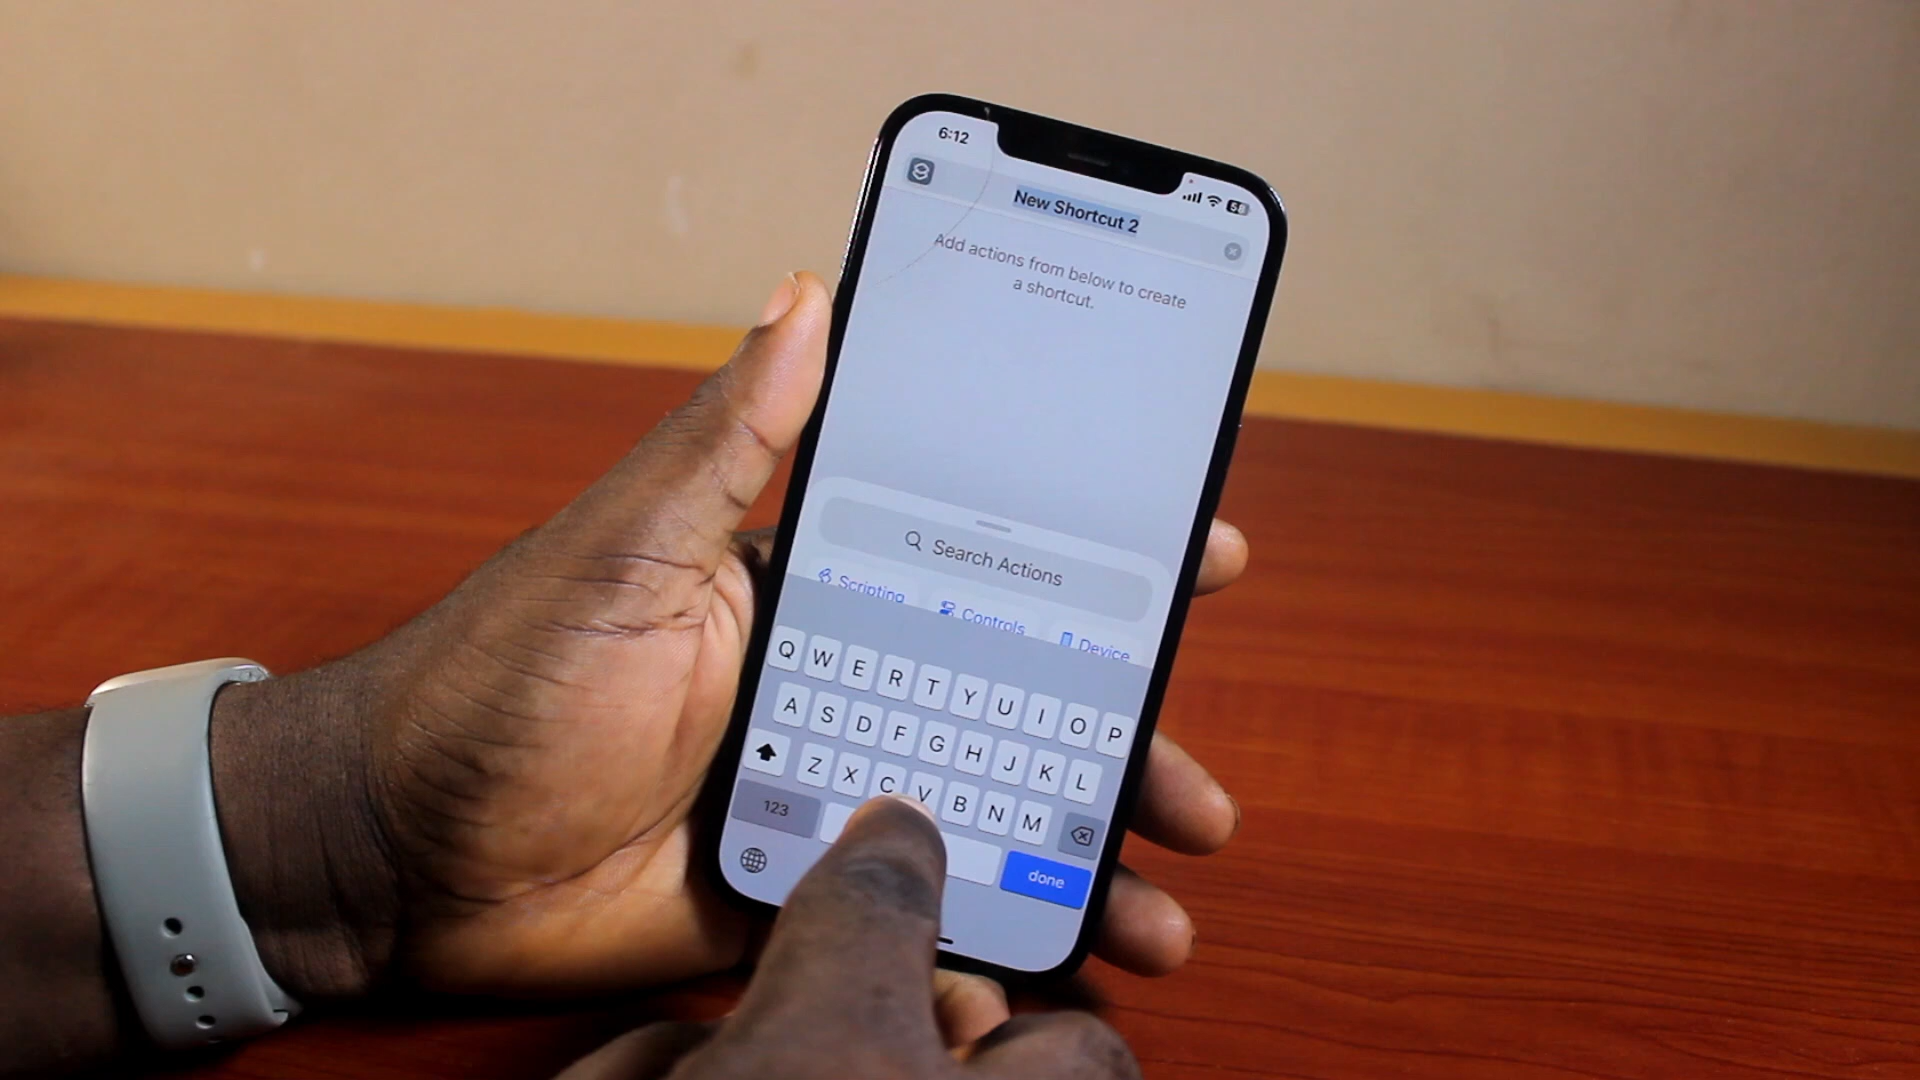 6:12
58
New Shortcut 2
Add actions from below to create
a shortcut.
Search Actions
Scripting
Controls
Device
Q W E R T Y U I O P
A S D F G H J K L
Z X C V B N M
123
done